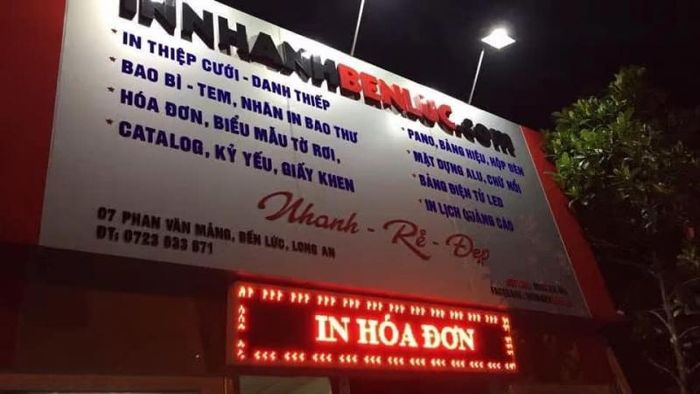 INNHANHBENLUC.com
* IN THIỆP CƯỚI - DANH THIẾP
* BAO BÌ - TEM, NHÃN IN BAO THƯ
* HÓA ĐƠN, BIỂU MẪU TỜ RƠI,
* CATALOG, KỶ YẾU, GIẤY KHEN
* PANO, BẢNG HIỆU, HỘP ĐÈN
* MẶT DỰNG ALU, CHỮ NỔI
* BẢNG ĐIỆN TỬ LED
* IN LỊCH QUẢNG CÁO
Nhanh - Rẻ - Đẹp
07 PHAN VĂN MẢNG, BẾN LỨC, LONG AN
ĐT: 0723 633 671
IN HÓA ĐƠN